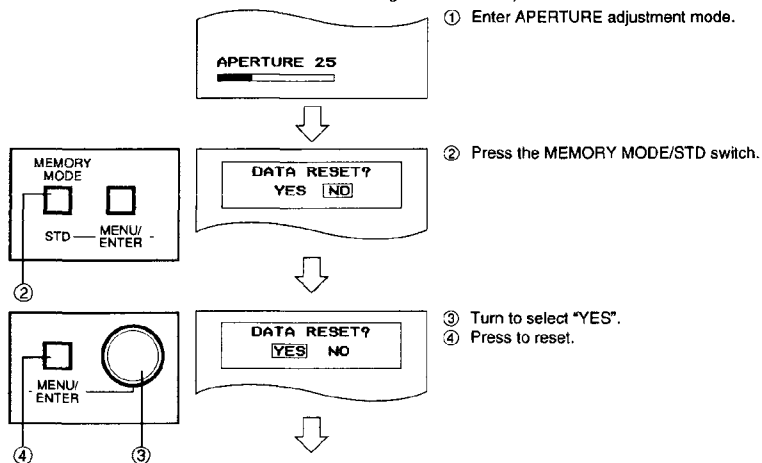 ① Enter APERTURE adjustment mode.
APERTURE 25
② Press the MEMORY MODE/STD switch.
MEMORY
MODE
STD
MENU/
ENTER
②
DATA RESET?
YES NO
③ Turn to select “YES”.
④ Press to reset.
DATA RESET?
YES NO
MENU/
ENTER
④ ③